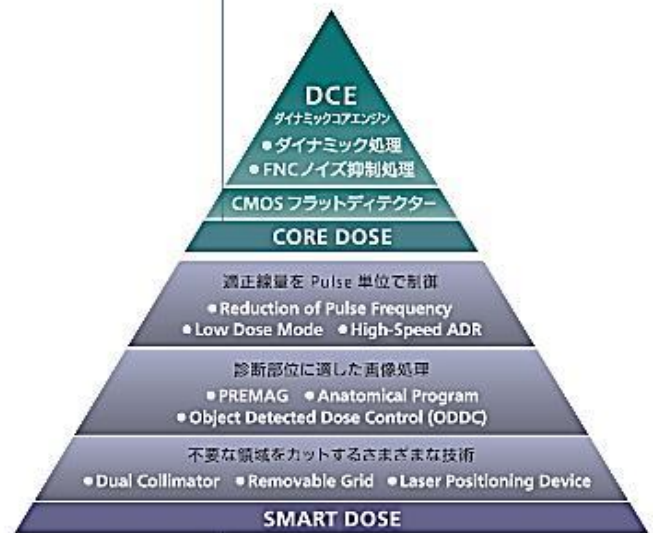 DCE
ダイナミックコアエンジン
●ダイナミック処理
●FNCノイズ抑制処理
CMOS フラットディテクター
CORE DOSE
適正線量を Pulse 単位で制御
●Reduction of Pulse Frequency
●Low Dose Mode ●High-Speed ADR
診断部位に適した画像処理
●PREMAG ●Anatomical Program
●Object Detected Dose Control (ODDC)
不要な領域をカットするさまざまな技術
●Dual Collimator ●Removable Grid ●Laser Positioning Device
SMART DOSE